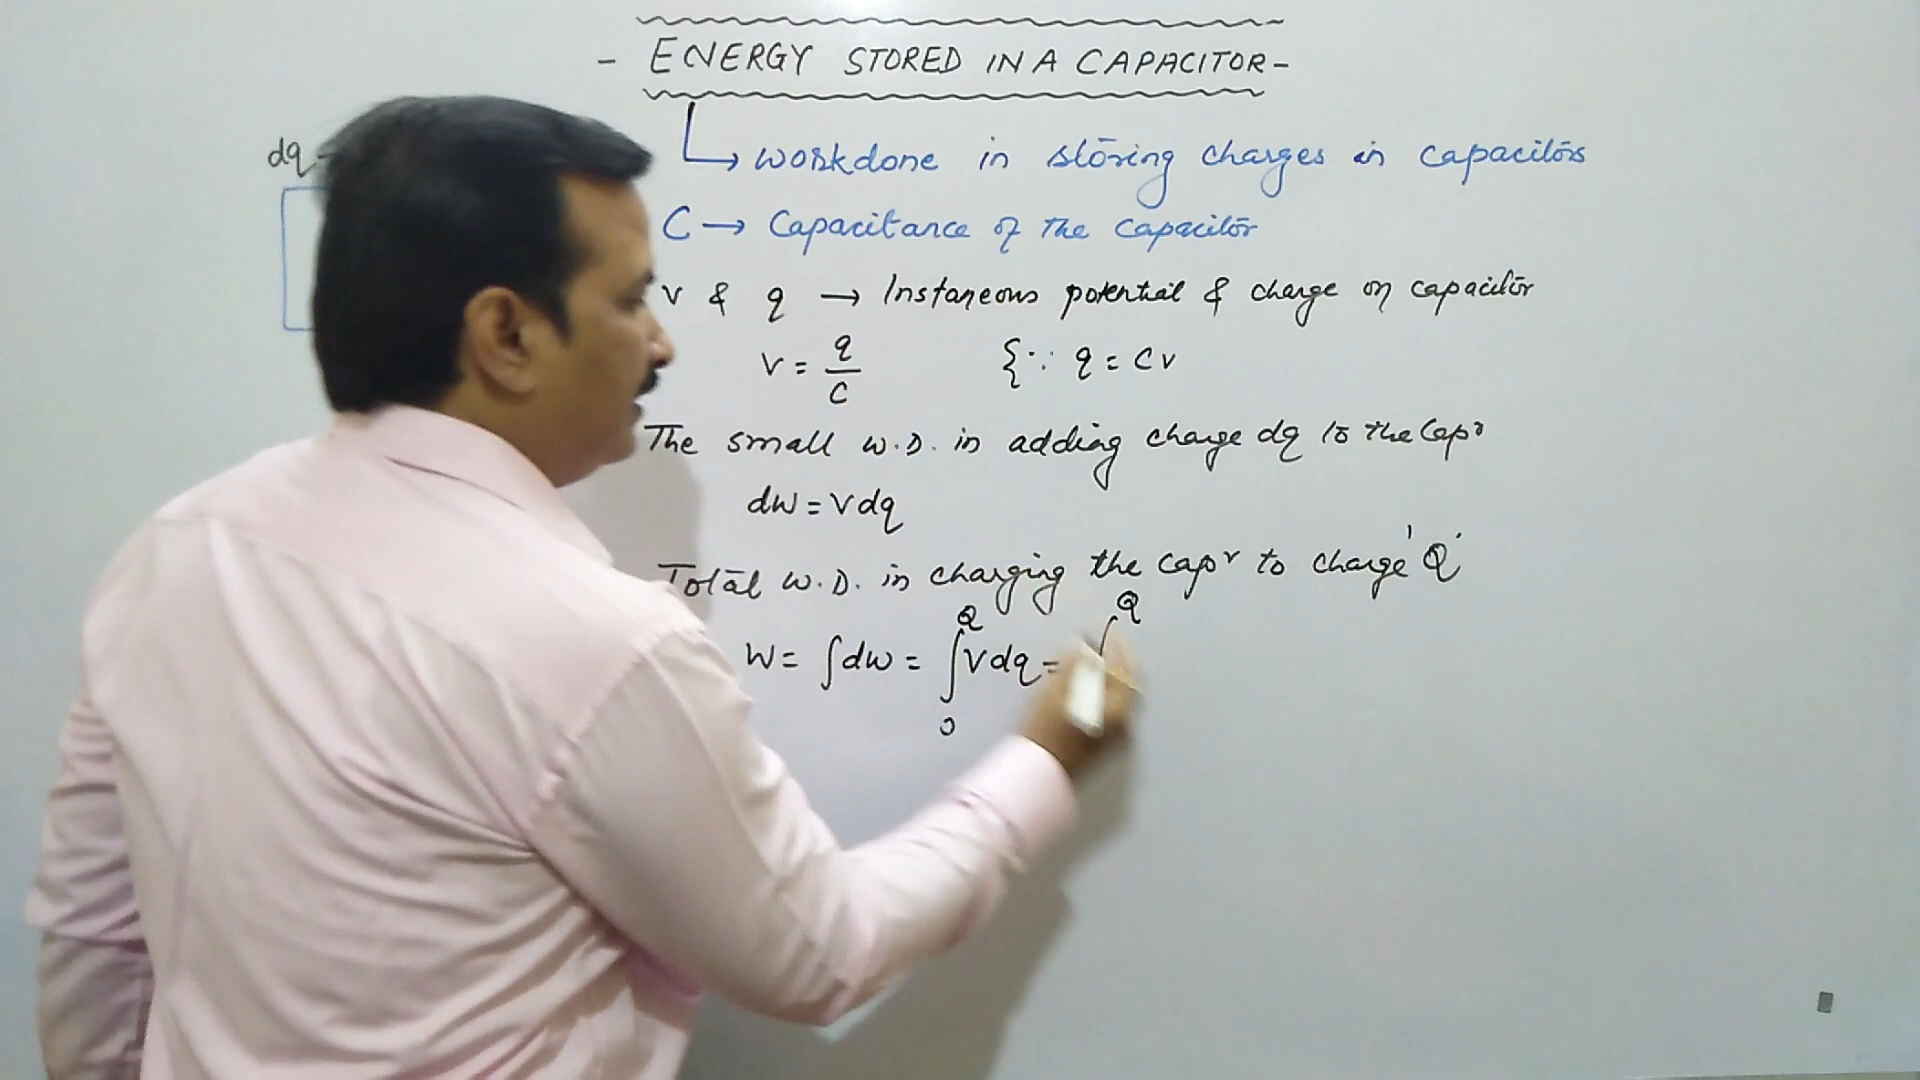 - ENERGY STORED IN A CAPACITOR -
dq
↳ workdone in storing charges in capacitors
C → Capacitance of the capacitor
v & q → Instaneous potential & charge on capacitor
v = q/C {∵ q = Cv
The small w.D. in adding charge dq to the Capr
dw = vdq
Total w.D. in charging the capr to charge 'Q'
W = ∫dw = ∫₀^Q vdq = ∫^Q